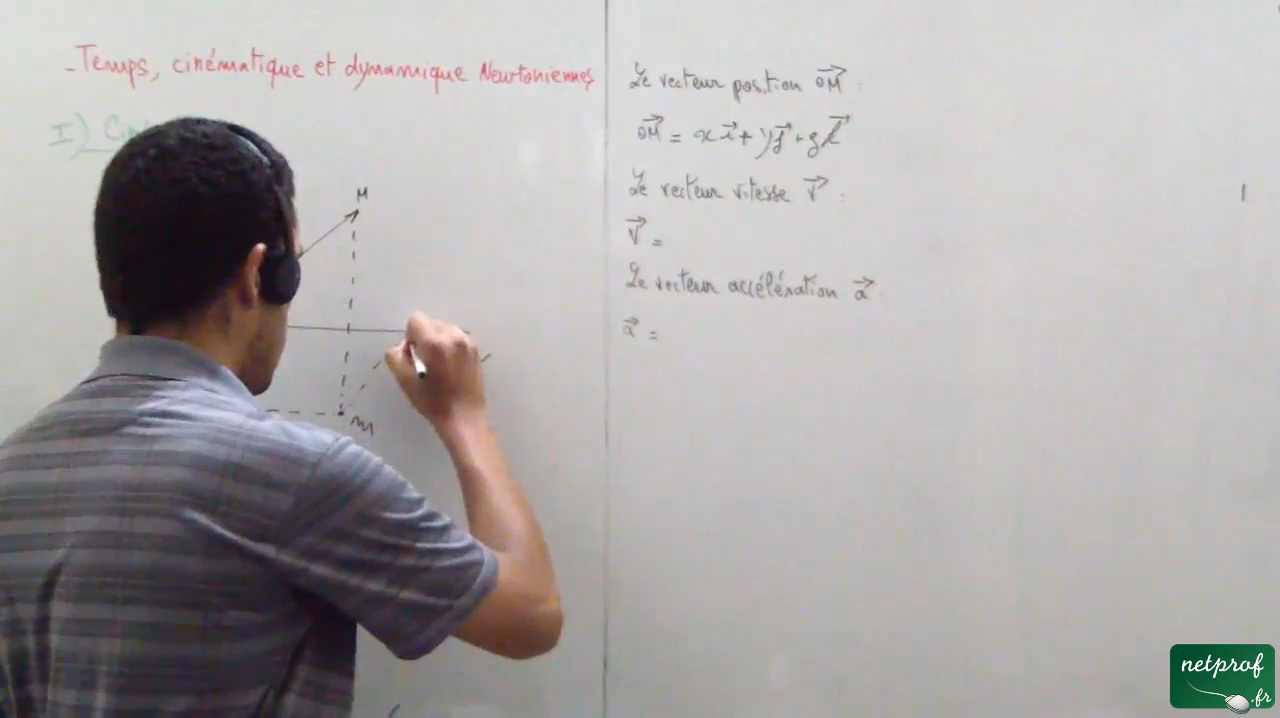 - Temps, cinématique et dynamique Newtoniennes
I)
M
m
Le vecteur position OM⃗ :
OM⃗ = x i⃗ + y j⃗ + z k⃗
Le vecteur vitesse V⃗ :
V⃗ =
Le vecteur accélération a⃗
a⃗ =
netprof
.fr